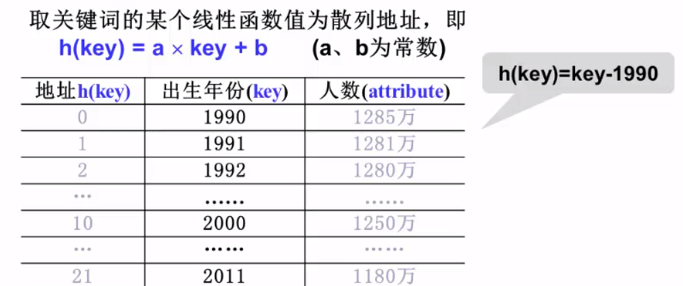 取关键词的某个线性函数值为散列地址，即
h(key) = a × key + b (a、b为常数)
h(key)=key-1990
地址h(key) 出生年份(key) 人数(attribute)
0 1990 1285万
1 1991 1281万
2 1992 1280万
… …… ……
10 2000 1250万
… …… ……
21 2011 1180万